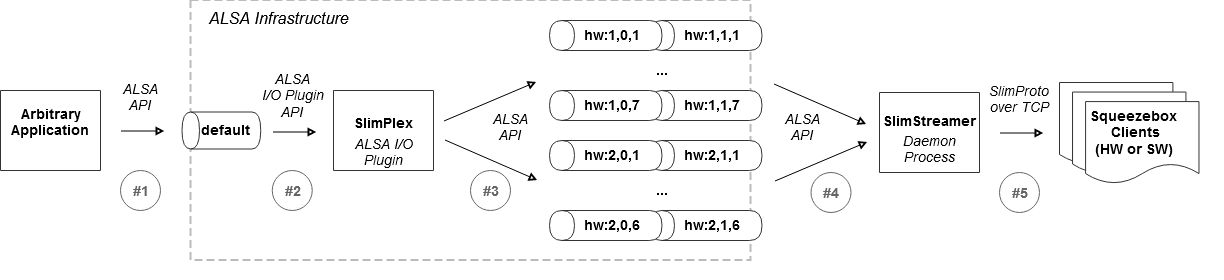 ALSA Infrastructure
Arbitrary
Application
ALSA
API
#1
default
ALSA
I/O Plugin
API
#2
SlimPlex
ALSA I/O
Plugin
ALSA
API
#3
hw:1,0,1 hw:1,1,1
...
hw:1,0,7 hw:1,1,7
hw:2,0,1 hw:2,1,1
...
hw:2,0,6 hw:2,1,6
ALSA
API
#4
SlimStreamer
Daemon
Process
SlimProto
over TCP
#5
Squeezebox
Clients
(HW or SW)